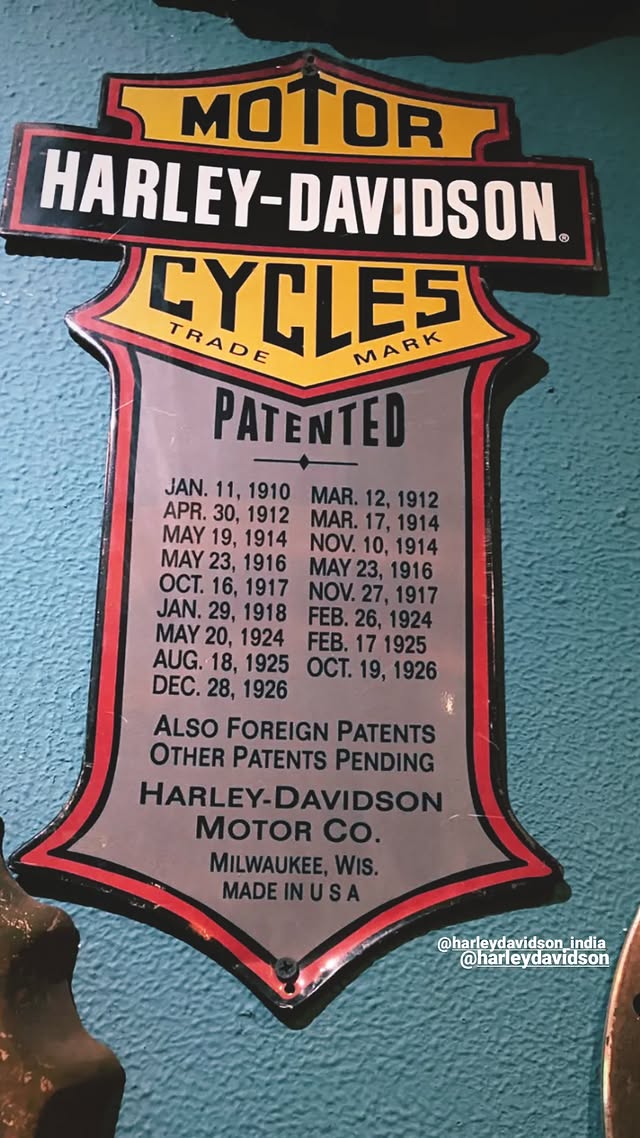 MOTOR
HARLEY-DAVIDSON®
CYCLES
TRADE MARK
PATENTED
JAN. 11, 1910 MAR. 12, 1912
APR. 30, 1912 MAR. 17, 1914
MAY 19, 1914 NOV. 10, 1914
MAY 23, 1916 MAY 23, 1916
OCT. 16, 1917 NOV. 27, 1917
JAN. 29, 1918 FEB. 26, 1924
MAY 20, 1924 FEB. 17 1925
AUG. 18, 1925 OCT. 19, 1926
DEC. 28, 1926
ALSO FOREIGN PATENTS
OTHER PATENTS PENDING
HARLEY-DAVIDSON
MOTOR CO.
MILWAUKEE, WIS.
MADE IN U S A
@harleydavidson_india
@harleydavidson